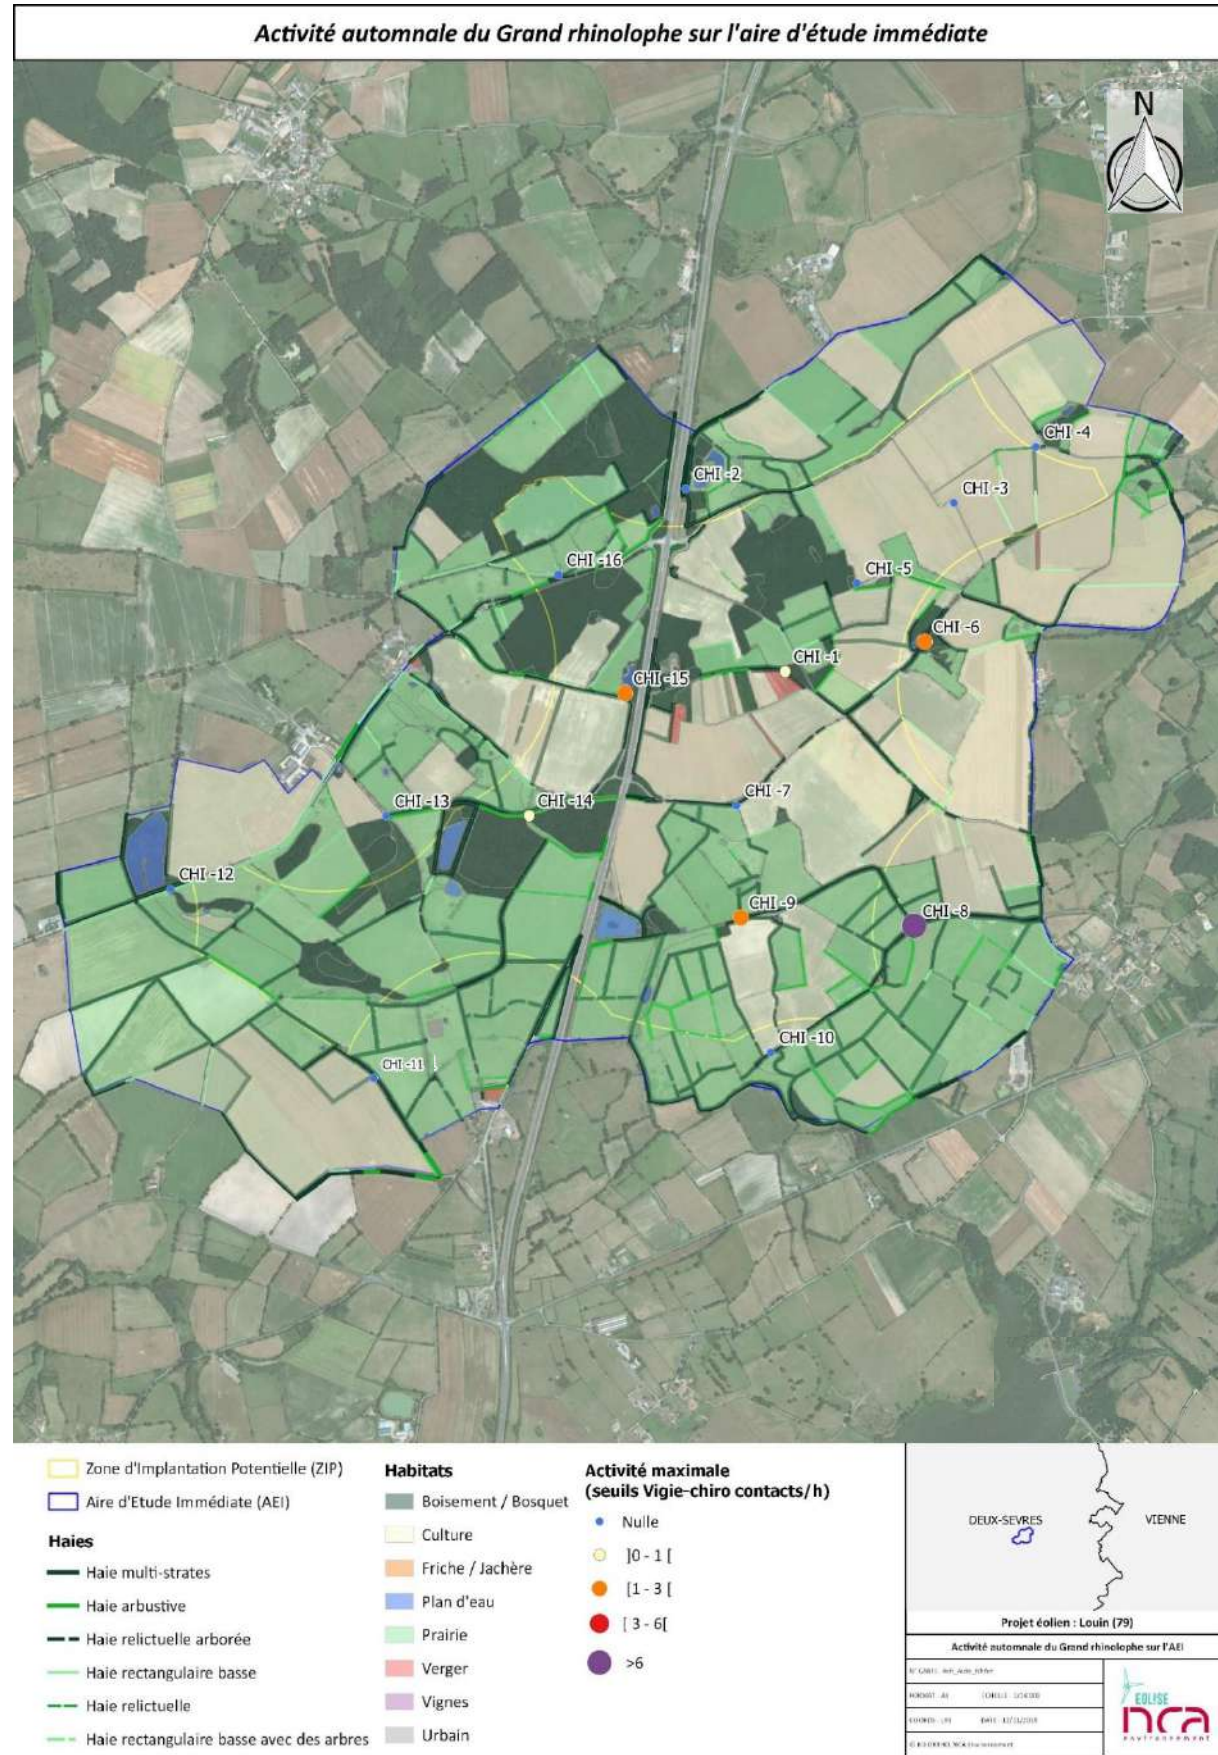 Activité automnale du Grand rhinolophe sur l'aire d'étude immédiate
N
CHI -4
CHI -2
CHI -3
CHI -16
CHI -5
CHI -6
CHI -1
CHI -15
CHI -7
CHI -13
CHI -14
CHI -12
CHI -9
CHI -8
CHI -10
CHI -11
Zone d'Implantation Potentielle (ZIP)
Aire d'Etude Immédiate (AEI)
Haies
Haie multi-strates
Haie arbustive
Haie relictuelle arborée
Haie rectangulaire basse
Haie relictuelle
Haie rectangulaire basse avec des arbres
Habitats
Boisement / Bosquet
Culture
Friche / Jachère
Plan d'eau
Prairie
Verger
Vignes
Urbain
Activité maximale
(seuils Vigie-chiro contacts/h)
Nulle
]0 - 1 [
[1 - 3 [
[ 3 - 6[
>6
DEUX-SEVRES
VIENNE
Projet éolien : Louin (79)
Activité automnale du Grand rhinolophe sur l'AEI
EOLISE
nca
environnement